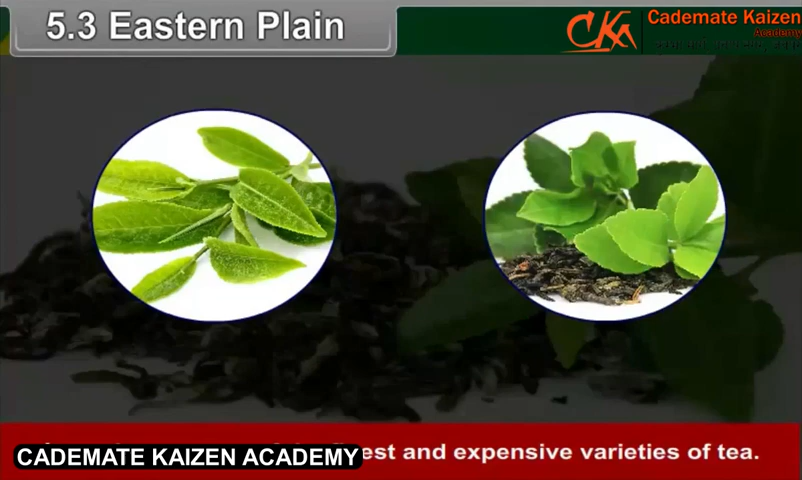 5.3 Eastern Plain
CKA
Cademate Kaizen
Academy
est and expensive varieties of tea.
CADEMATE KAIZEN ACADEMY